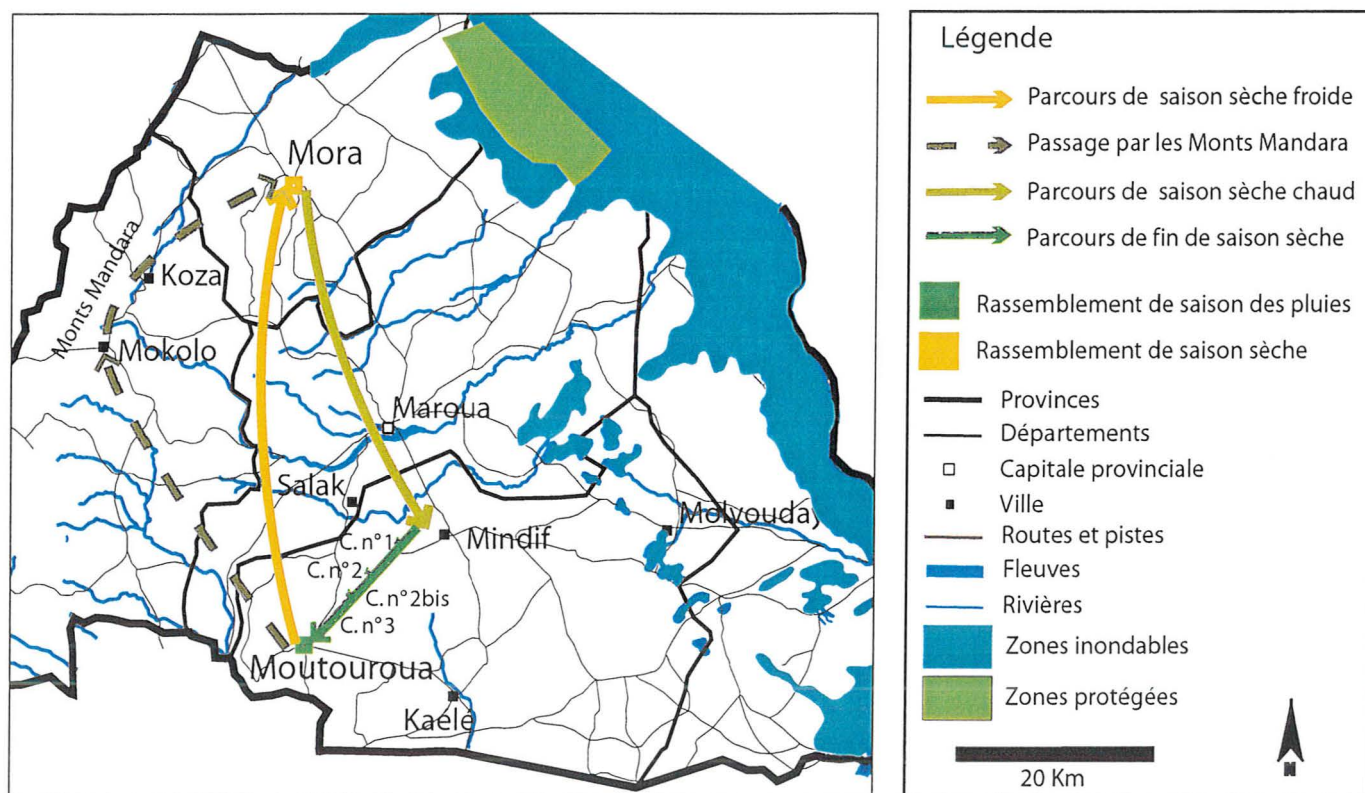 Mora
Monts Mandara
Koza
Mokolo
Maroua
Salak
Mindif
Molvouda
C. n°1
C. n°2
C. n°2bis
C. n°3
Moutouroua
Kaélé
Légende
Parcours de saison sèche froide
Passage par les Monts Mandara
Parcours de saison sèche chaud
Parcours de fin de saison sèche
Rassemblement de saison des pluies
Rassemblement de saison sèche
Provinces
Départements
Capitale provinciale
Ville
Routes et pistes
Fleuves
Rivières
Zones inondables
Zones protégées
20 Km
N